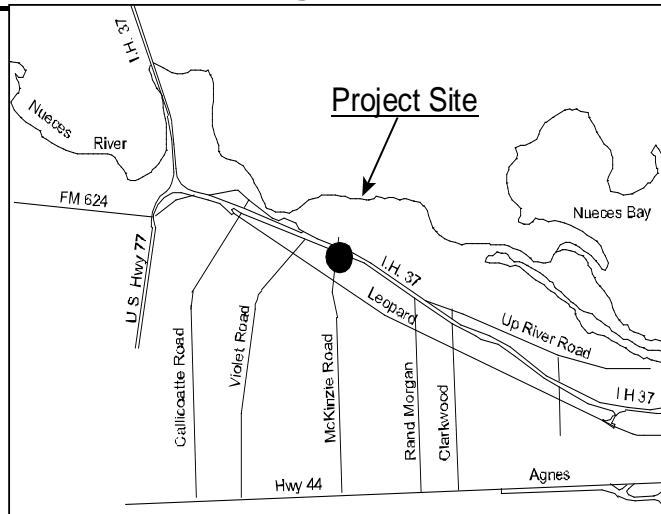 I.H. 37
Nueces
River
Project Site
FM 624
Nueces Bay
U S Hwy 77
I.H. 37
Leopard
Up River Road
Callicoatte Road
Violet Road
McKinzie Road
Rand Morgan
Clarkwood
I H 37
Hwy 44
Agnes